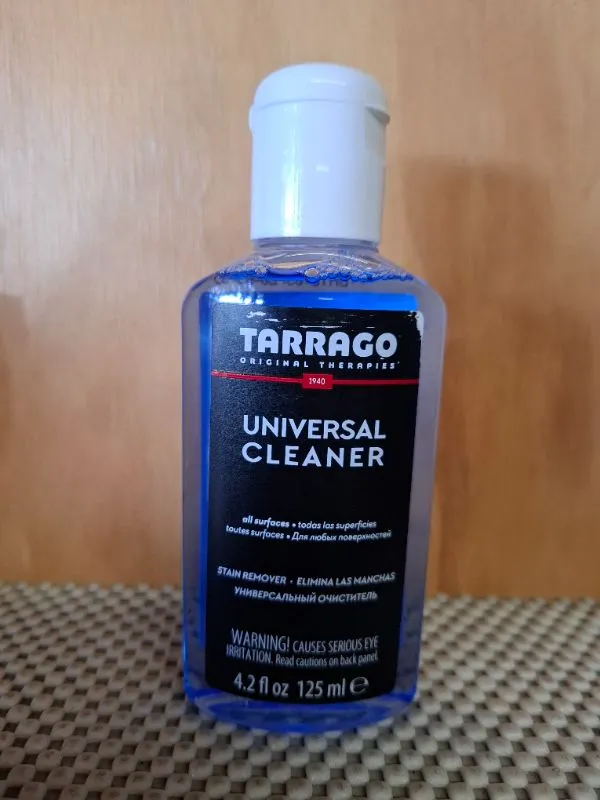 TARRAGO
ORIGINAL THERAPIES
1940
UNIVERSAL
CLEANER
all surfaces • todas las superficies
toutes surfaces • Для любых поверхностей
STAIN REMOVER • ELIMINA LAS MANCHAS
УНИВЕРСАЛЬНЫЙ ОЧИСТИТЕЛЬ
WARNING! CAUSES SERIOUS EYE
IRRITATION. Read cautions on back panel.
4.2 fl oz 125 ml ℮